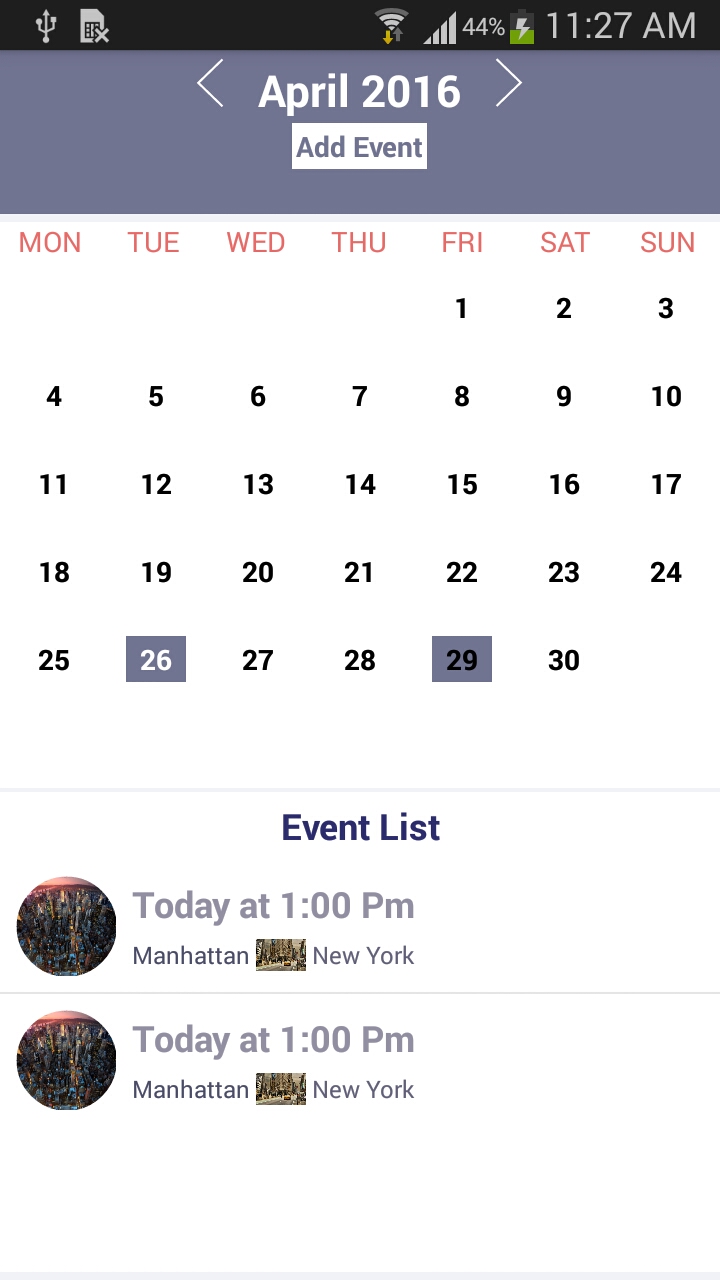 44% 11:27 AM
April 2016
Add Event
MON TUE WED THU FRI SAT SUN
1 2 3
4 5 6 7 8 9 10
11 12 13 14 15 16 17
18 19 20 21 22 23 24
25 26 27 28 29 30
Event List
Today at 1:00 Pm
Manhattan New York
Today at 1:00 Pm
Manhattan New York